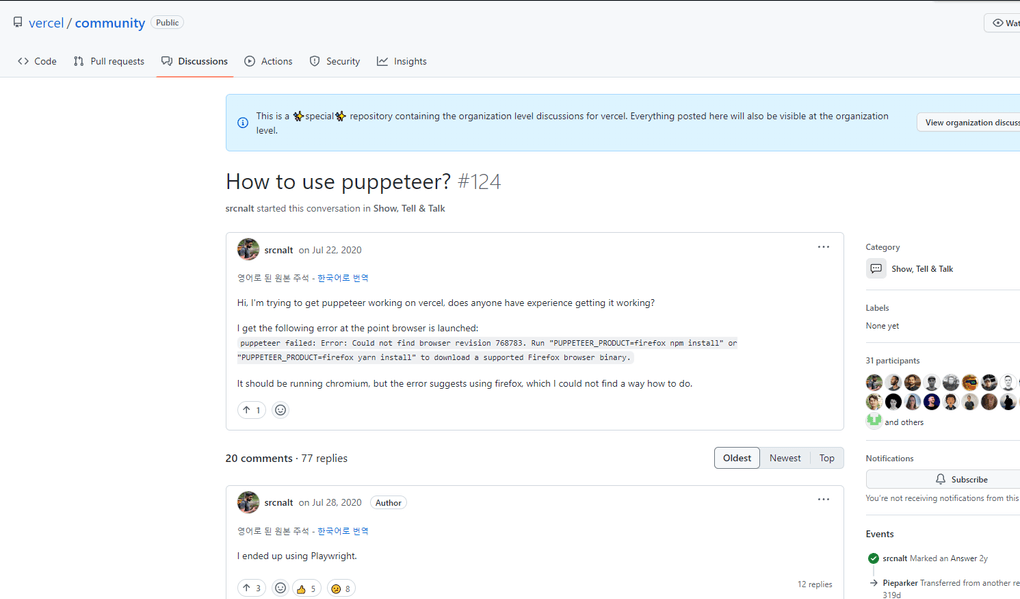 vercel / community Public
Wat
Code Pull requests Discussions Actions Security Insights
This is a ✨special✨ repository containing the organization level discussions for vercel. Everything posted here will also be visible at the organization
level.
View organization discuss
How to use puppeteer? #124
srcnalt started this conversation in Show, Tell & Talk
srcnalt on Jul 22, 2020
영어로 된 원본 주석 - 한국어로 번역
Hi, I'm trying to get puppeteer working on vercel, does anyone have experience getting it working?
I get the following error at the point browser is launched:
puppeteer failed: Error: Could not find browser revision 768783. Run "PUPPETEER_PRODUCT=firefox npm install" or
"PUPPETEER_PRODUCT=firefox yarn install" to download a supported Firefox browser binary.
It should be running chromium, but the error suggests using firefox, which I could not find a way how to do.
↑ 1
20 comments · 77 replies
Oldest Newest Top
srcnalt on Jul 28, 2020 Author
영어로 된 원본 주석 - 한국어로 번역
I ended up using Playwright.
↑ 3 👍 5 🤣 8
12 replies
Category
Show, Tell & Talk
Labels
None yet
31 participants
and others
Notifications
Subscribe
You're not receiving notifications from this
Events
srcnalt Marked an Answer 2y
Pieparker Transferred from another re
319d